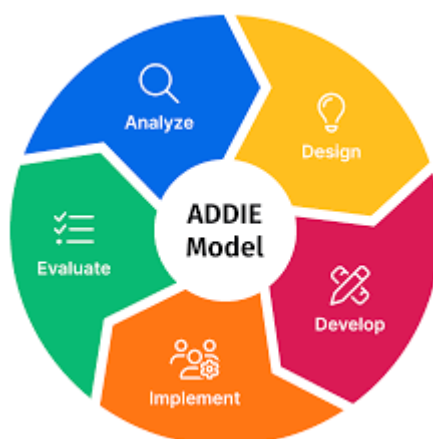 ADDIE
Model
Analyze
Design
Develop
Implement
Evaluate